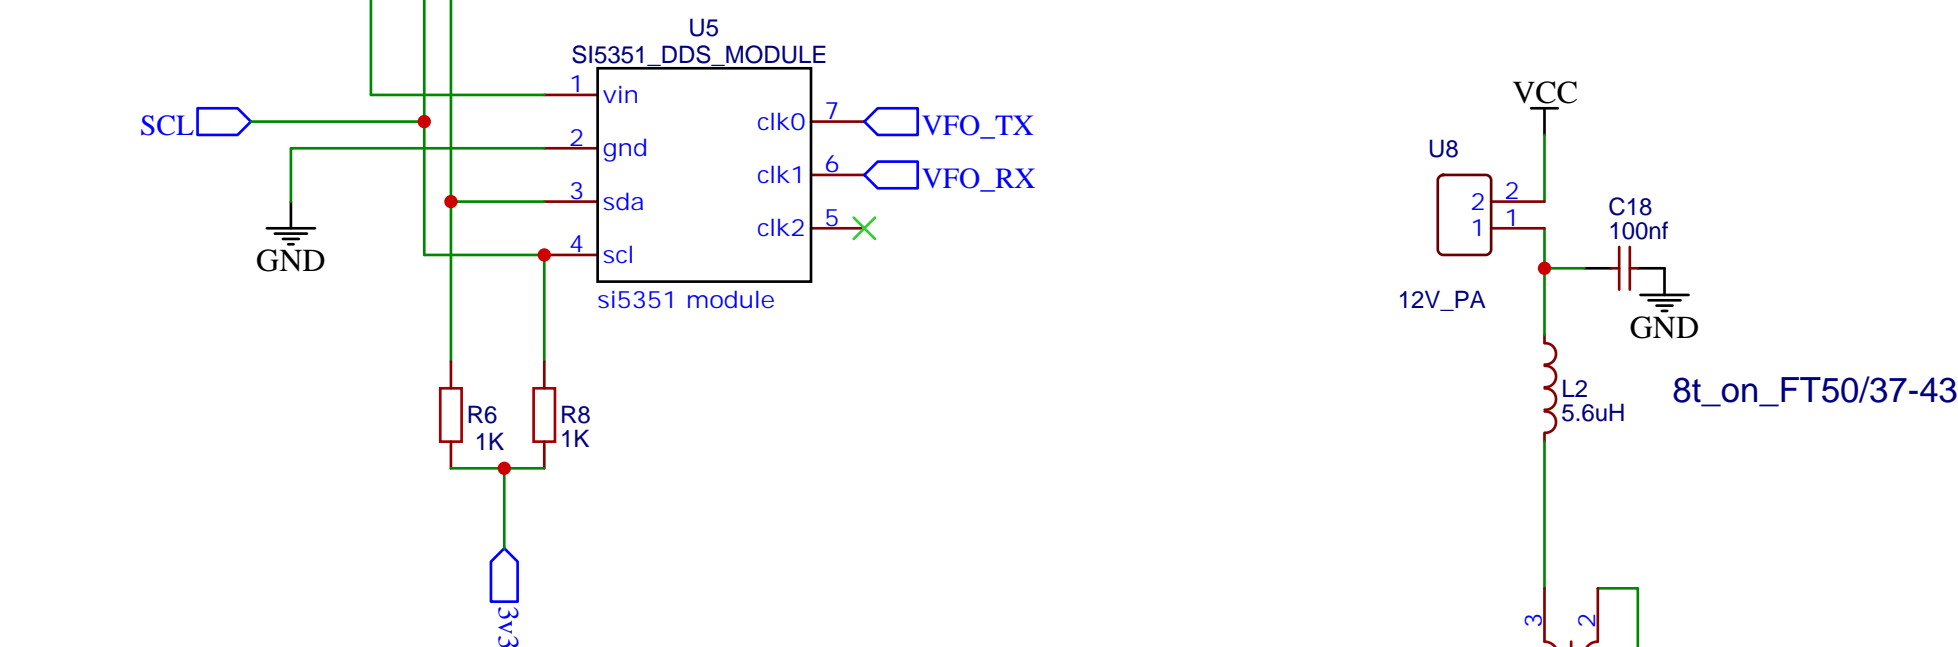 U5
SI5351_DDS_MODULE
1
vin
SCL
2
gnd
3
sda
4
scl
clk0
7
VFO_TX
clk1
6
VFO_RX
clk2
5
si5351 module
GND
R6
1K
R8
1K
3v3
VCC
U8
2
2
1
1
12V_PA
C18
100nf
GND
L2
5.6uH
8t_on_FT50/37-43
3
2